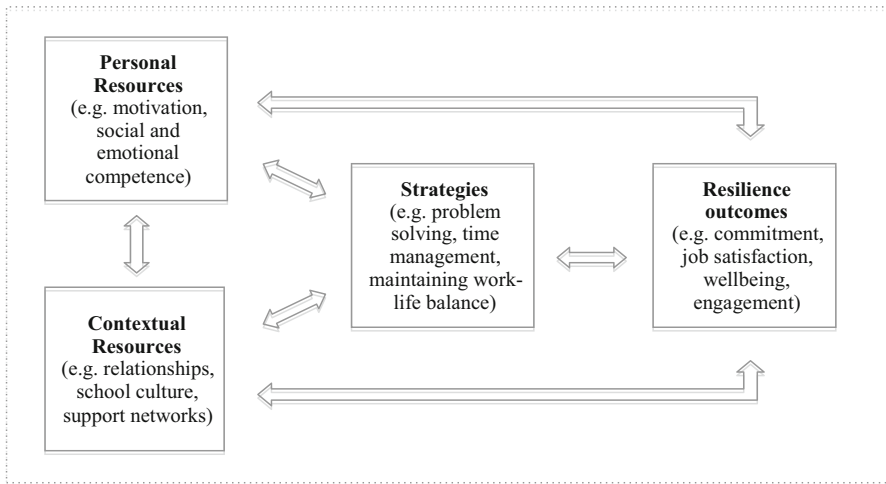 Personal
Resources
(e.g. motivation,
social and
emotional
competence)
Strategies
(e.g. problem
solving, time
management,
maintaining work-
life balance)
Resilience
outcomes
(e.g. commitment,
job satisfaction,
wellbeing,
engagement)
Contextual
Resources
(e.g. relationships,
school culture,
support networks)